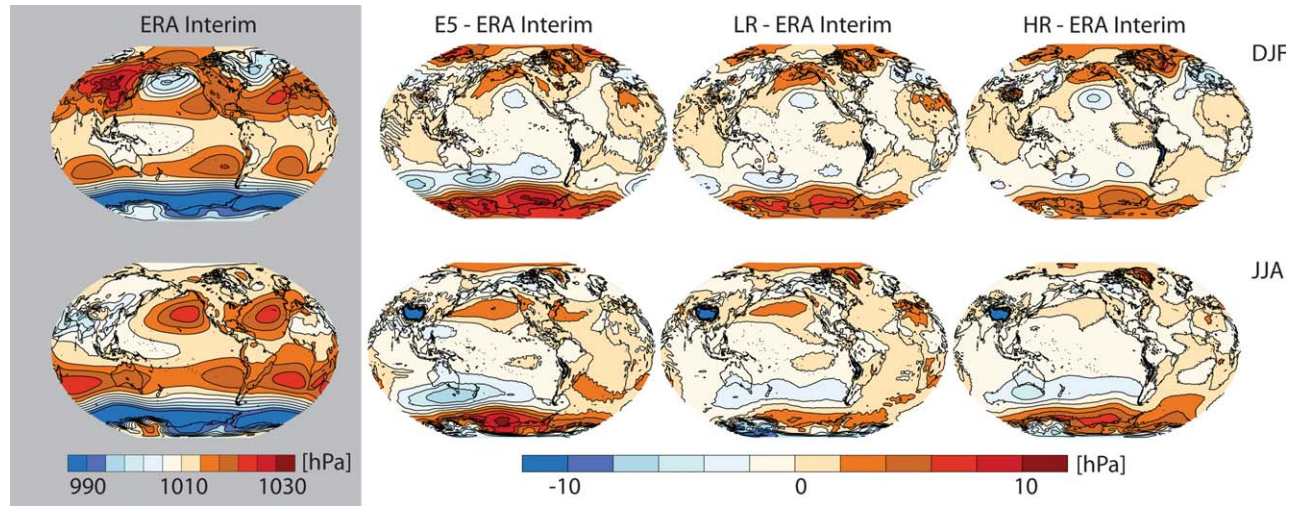 ERA Interim E5 - ERA Interim LR - ERA Interim HR - ERA Interim
DJF
JJA
[hPa] [hPa]
990 1010 1030 -10 0 10